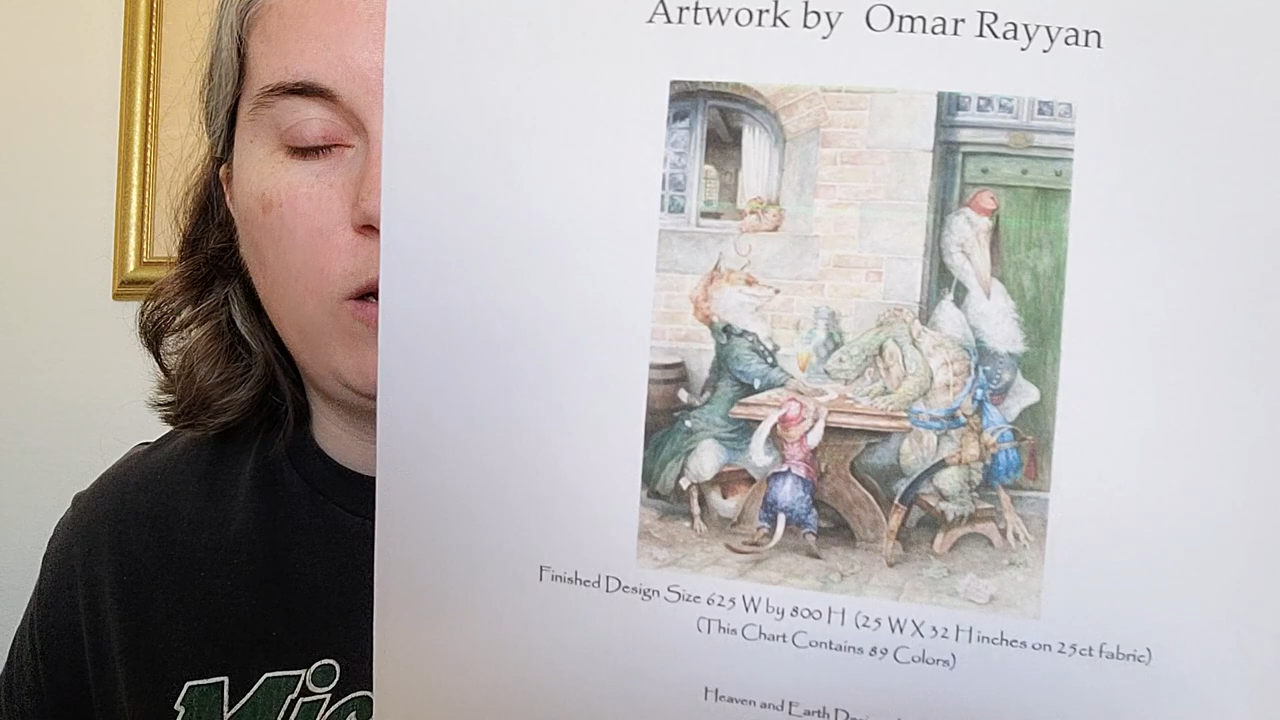 Artwork by Omar Rayyan
Finished Design Size 625 W by 800 H (25 W X 32 H inches on 25ct fabric)
(This Chart Contains 89 Colors)
Heaven and Earth